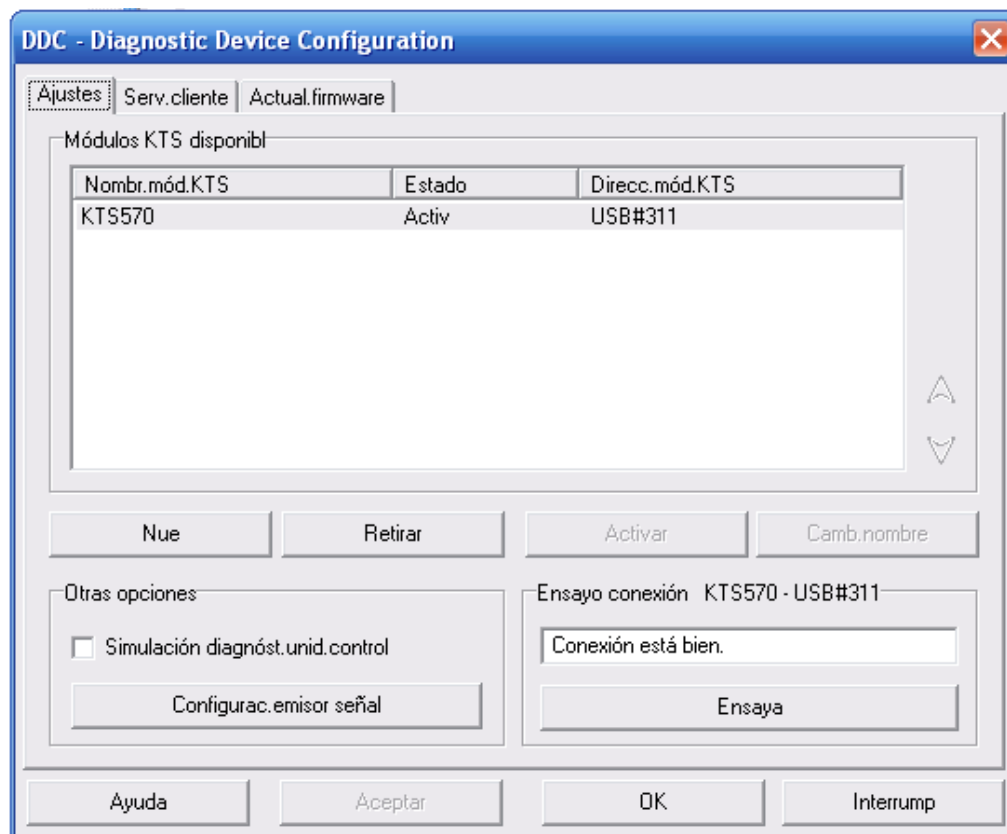 DDC - Diagnostic Device Configuration
Ajustes Serv.cliente Actual.firmware
Módulos KTS disponibl
Nombr.mód.KTS Estado Direcc.mód.KTS
KTS570 Activ USB#311
Nue Retirar Activar Camb.nombre
Otras opciones Ensayo conexión KTS570 - USB#311
Simulación diagnóst.unid.control Conexión está bien.
Configurac.emisor señal Ensaya
Ayuda Aceptar OK Interrump